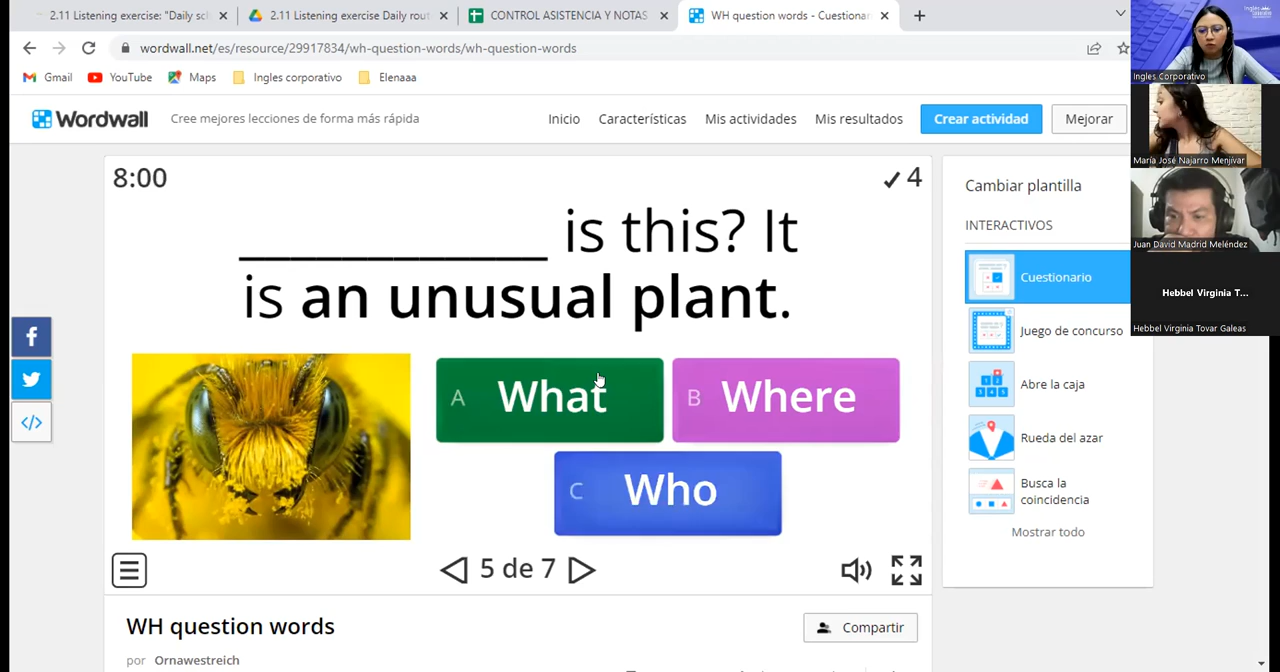 2.11 Listening exercise: "Daily sch
2.11 Listening exercise Daily rout
CONTROL ASISTENCIA Y NOTAS
WH question words - Cuestionar
wordwall.net/es/resource/29917834/wh-question-words/wh-question-words
Gmail
YouTube
Maps
Ingles corporativo
Elenaaa
Wordwall
Cree mejores lecciones de forma más rápida
Inicio
Características
Mis actividades
Mis resultados
Crear actividad
Mejorar
8:00
4
____________ is this? It
is an unusual plant.
A What
B Where
C Who
5 de 7
WH question words
por Ornawestreich
Compartir
Cambiar plantilla
INTERACTIVOS
Cuestionario
Juego de concurso
Abre la caja
Rueda del azar
Busca la
coincidencia
Mostrar todo
Ingles Corporativo
María José Najarro Menjívar
Juan David Madrid Meléndez
Hebbel Virginia T...
Hebbel Virginia Tovar Galeas